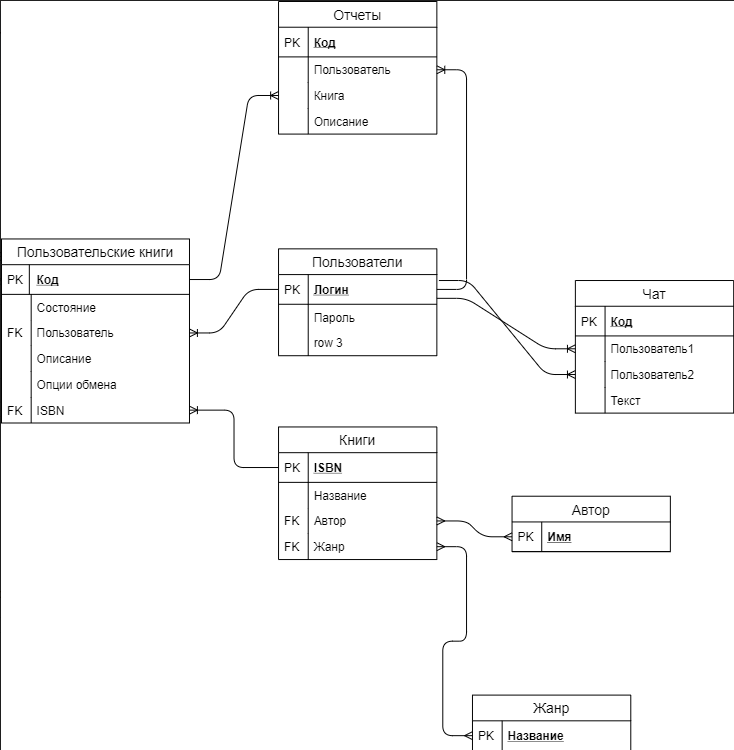 Отчеты
PK Код
Пользователь
Книга
Описание
Пользовательские книги
PK Код
Состояние
FK Пользователь
Описание
Опции обмена
FK ISBN
Пользователи
PK Логин
Пароль
row 3
Чат
PK Код
Пользователь1
Пользователь2
Текст
Книги
PK ISBN
Название
FK Автор
FK Жанр
Автор
PK Имя
Жанр
PK Название